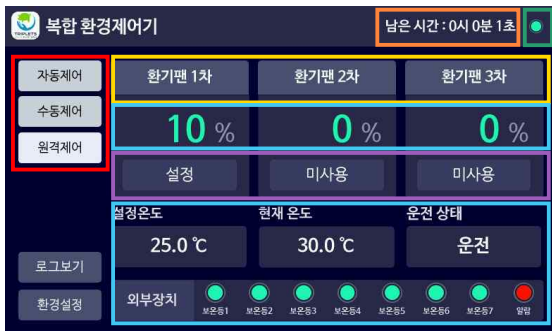 TRIPLETS
복합 환경제어기
남은 시간 : 0시 0분 1초
자동제어
수동제어
원격제어
환기팬 1차
환기팬 2차
환기팬 3차
10 %
0 %
0 %
설정
미사용
미사용
설정온도
현재 온도
운전 상태
25.0 ℃
30.0 ℃
운전
로그보기
환경설정
외부장치
보온등1
보온등2
보온등3
보온등4
보온등5
보온등6
보온등7
알람